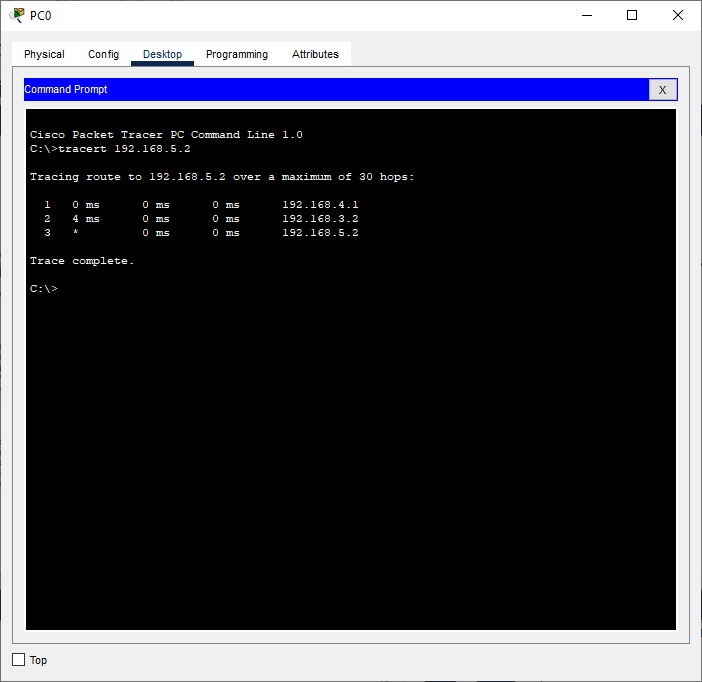 PC0
Physical Config Desktop Programming Attributes
Command Prompt
X
Cisco Packet Tracer PC Command Line 1.0
C:\>tracert 192.168.5.2
Tracing route to 192.168.5.2 over a maximum of 30 hops:
1 0 ms 0 ms 0 ms 192.168.4.1
2 4 ms 0 ms 0 ms 192.168.3.2
3 * 0 ms 0 ms 192.168.5.2
Trace complete.
C:\>
Top